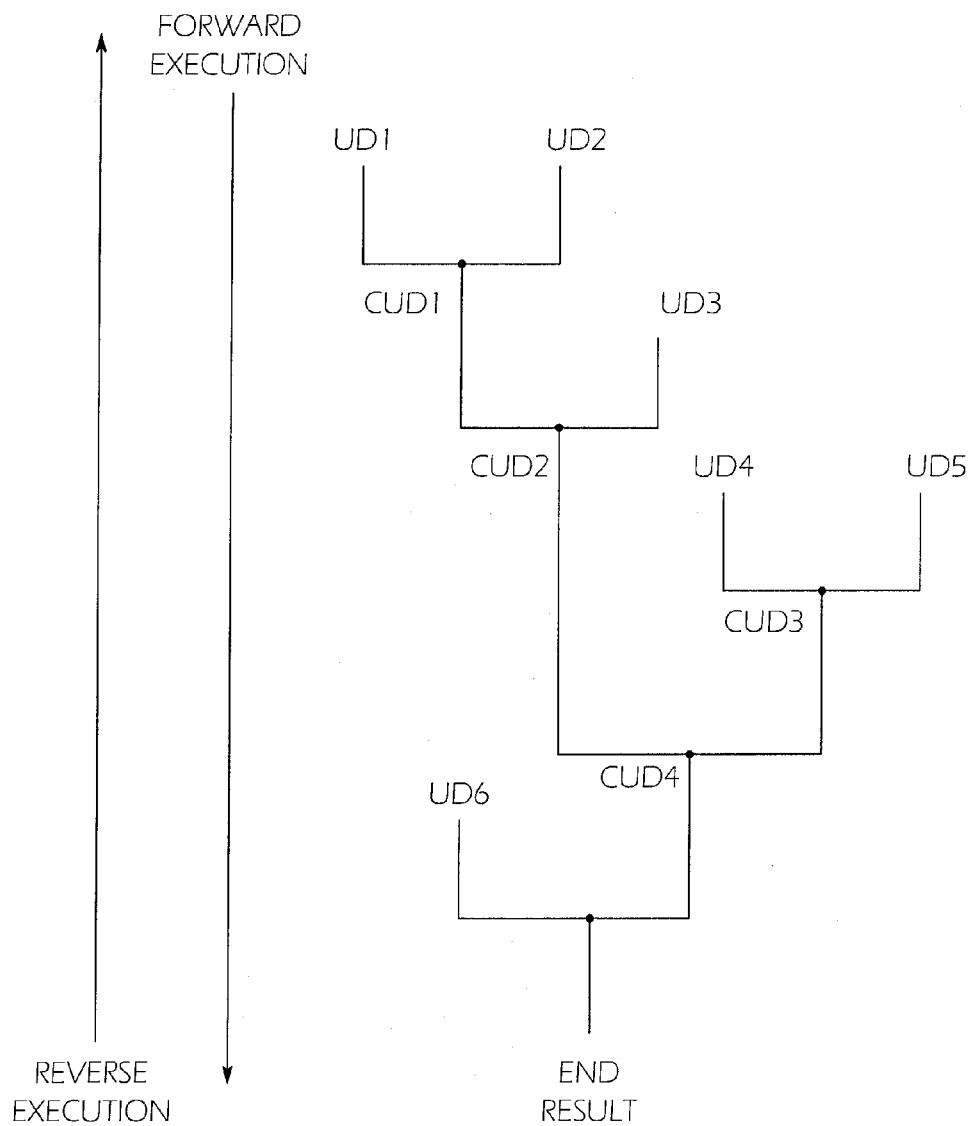 FORWARD
EXECUTION
UD1
UD2
CUD1
UD3
CUD2
UD4
UD5
CUD3
CUD4
UD6
REVERSE
EXECUTION
END
RESULT